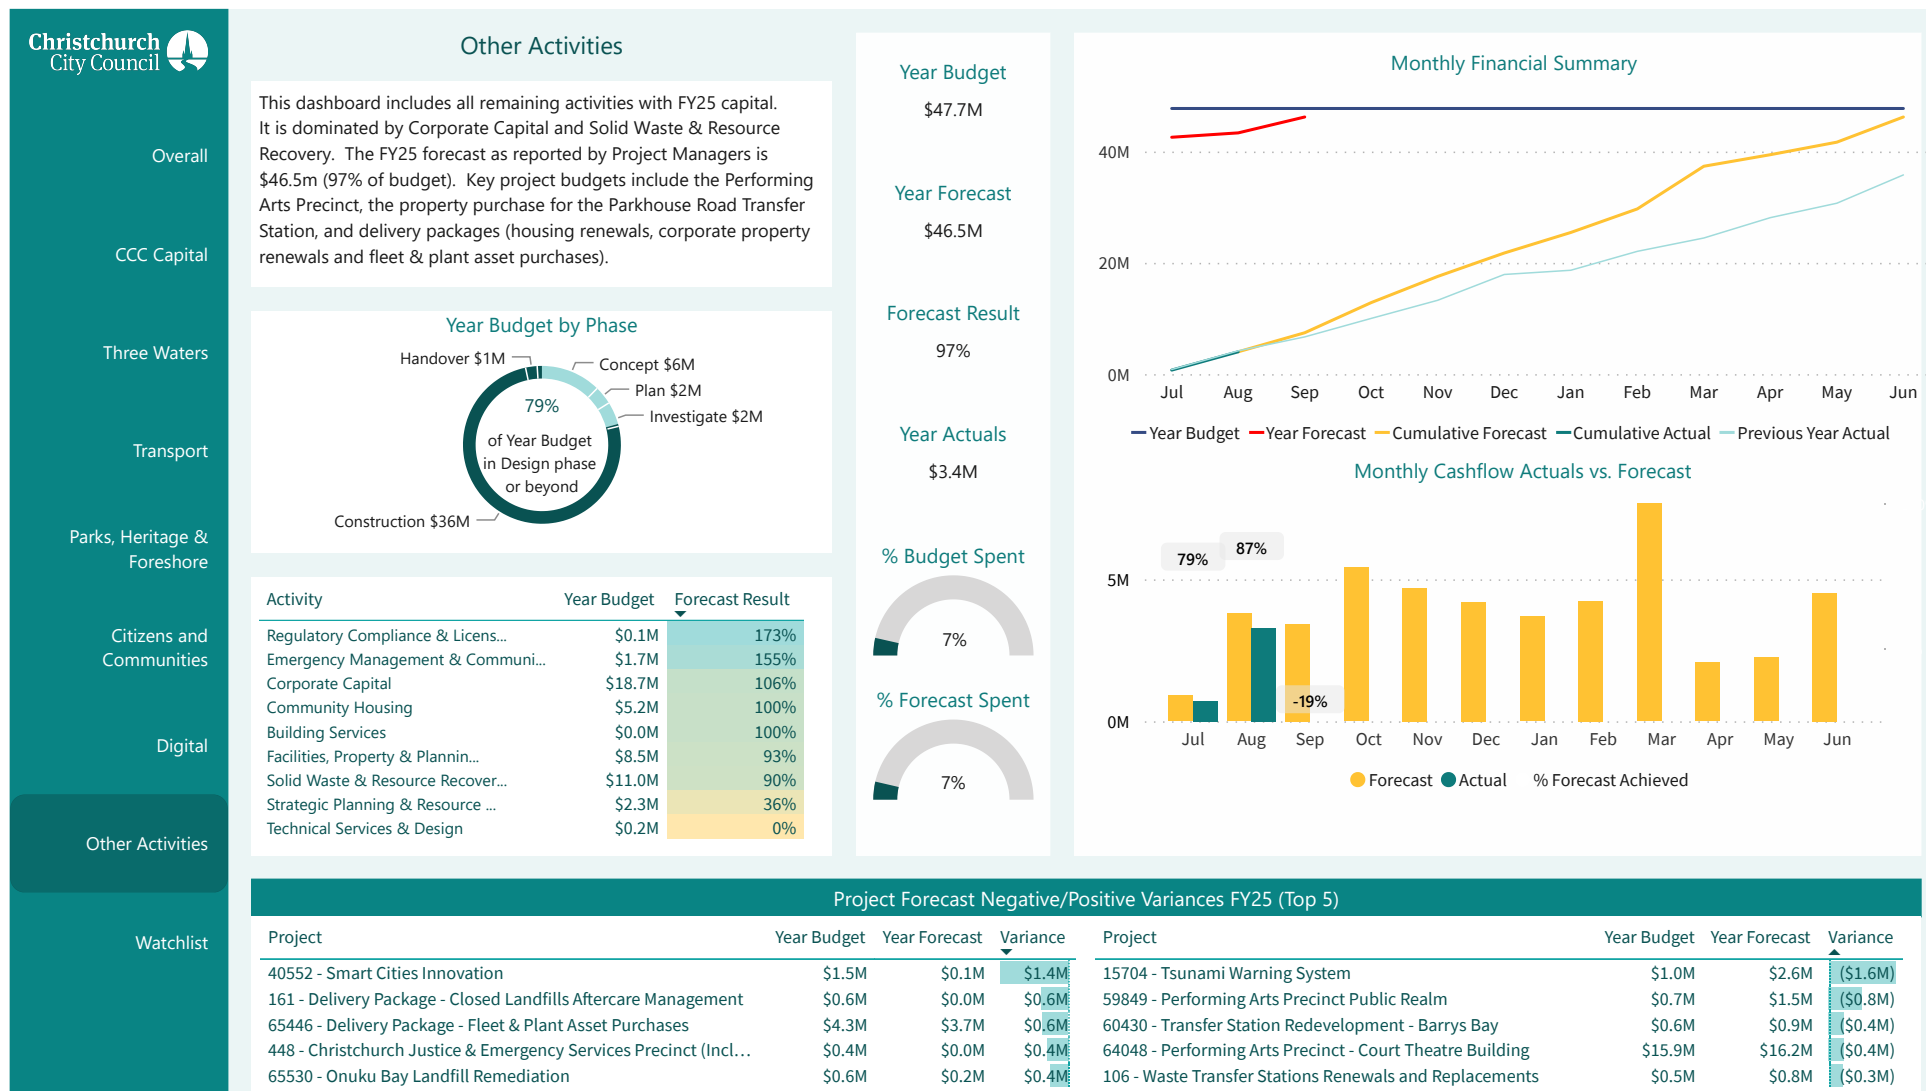 Christchurch
City Council
Overall
CCC Capital
Three Waters
Transport
Parks, Heritage &
Foreshore
Citizens and
Communities
Digital
Other Activities
Watchlist
Other Activities
This dashboard includes all remaining activities with FY25 capital.
It is dominated by Corporate Capital and Solid Waste & Resource
Recovery. The FY25 forecast as reported by Project Managers is
$46.5m (97% of budget). Key project budgets include the Performing
Arts Precinct, the property purchase for the Parkhouse Road Transfer
Station, and delivery packages (housing renewals, corporate property
renewals and fleet & plant asset purchases).
Year Budget by Phase
Handover $1M
Concept $6M
Plan $2M
Investigate $2M
79%
of Year Budget
in Design phase
or beyond
Construction $36M
Activity Year Budget Forecast Result
Regulatory Compliance & Licens... $0.1M 173%
Emergency Management & Communi... $1.7M 155%
Corporate Capital $18.7M 106%
Community Housing $5.2M 100%
Building Services $0.0M 100%
Facilities, Property & Plannin... $8.5M 93%
Solid Waste & Resource Recover... $11.0M 90%
Strategic Planning & Resource ... $2.3M 36%
Technical Services & Design $0.2M 0%
Year Budget
$47.7M
Year Forecast
$46.5M
Forecast Result
97%
Year Actuals
$3.4M
% Budget Spent
7%
% Forecast Spent
7%
Monthly Financial Summary
40M
20M
0M
Jul Aug Sep Oct Nov Dec Jan Feb Mar Apr May Jun
Year Budget Year Forecast Cumulative Forecast Cumulative Actual Previous Year Actual
Monthly Cashflow Actuals vs. Forecast
79% 87%
5M
-19%
0M
Jul Aug Sep Oct Nov Dec Jan Feb Mar Apr May Jun
Forecast Actual % Forecast Achieved
Project Forecast Negative/Positive Variances FY25 (Top 5)
Project Year Budget Year Forecast Variance
40552 - Smart Cities Innovation $1.5M $0.1M $1.4M
161 - Delivery Package - Closed Landfills Aftercare Management $0.6M $0.0M $0.6M
65446 - Delivery Package - Fleet & Plant Asset Purchases $4.3M $3.7M $0.6M
448 - Christchurch Justice & Emergency Services Precinct (Incl... $0.4M $0.0M $0.4M
65530 - Onuku Bay Landfill Remediation $0.6M $0.2M $0.4M
Project Year Budget Year Forecast Variance
15704 - Tsunami Warning System $1.0M $2.6M ($1.6M)
59849 - Performing Arts Precinct Public Realm $0.7M $1.5M ($0.8M)
60430 - Transfer Station Redevelopment - Barrys Bay $0.6M $0.9M ($0.4M)
64048 - Performing Arts Precinct - Court Theatre Building $15.9M $16.2M ($0.4M)
106 - Waste Transfer Stations Renewals and Replacements $0.5M $0.8M ($0.3M)